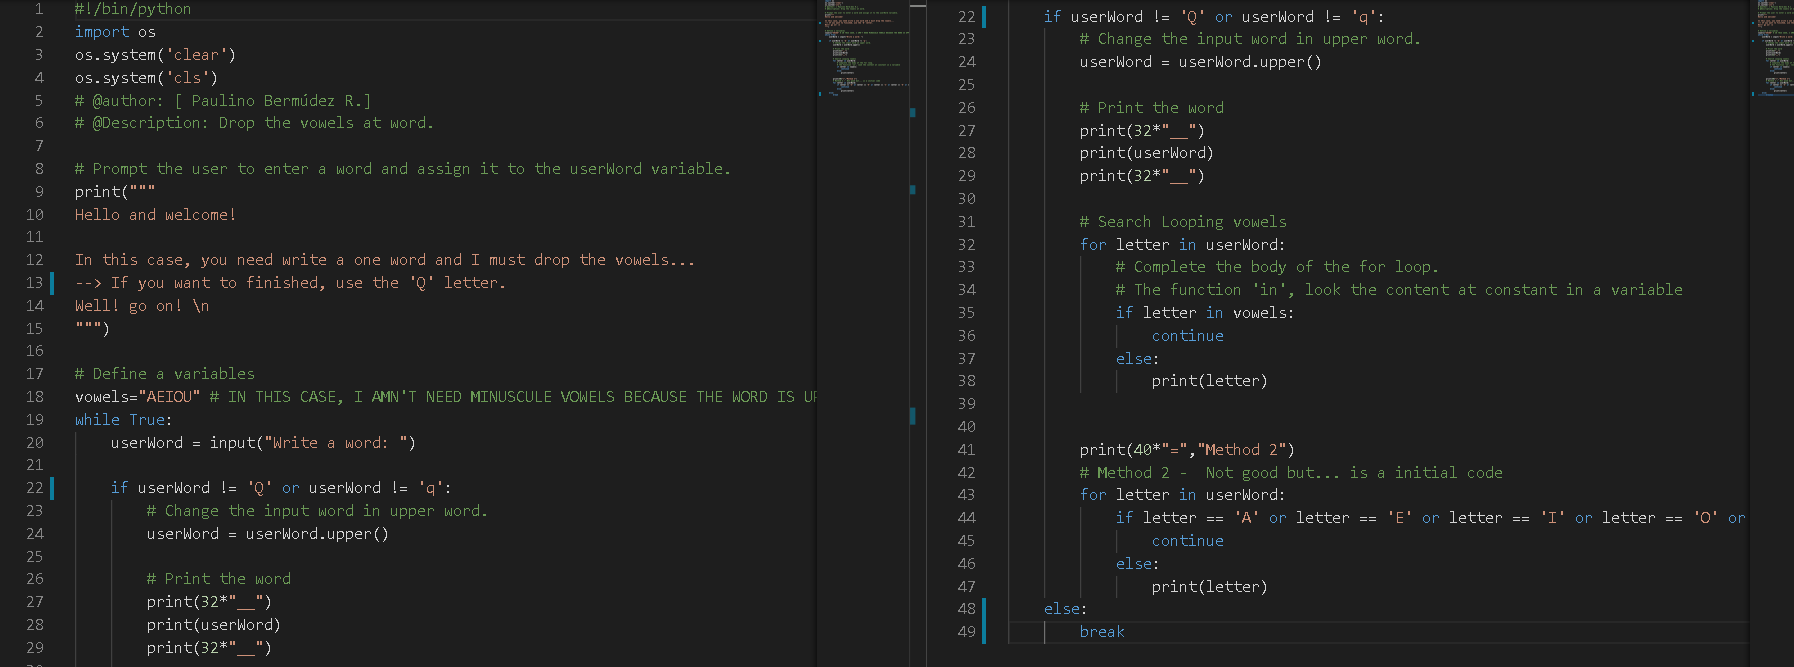 1 #!/bin/python
2 import os
3 os.system('clear')
4 os.system('cls')
5 # @author: [ Paulino Bermúdez R.]
6 # @Description: Drop the vowels at word.
7
8 # Prompt the user to enter a word and assign it to the userWord variable.
9 print("""
10 Hello and welcome!
11
12 In this case, you need write a one word and I must drop the vowels...
13 --> If you want to finished, use the 'Q' letter.
14 Well! go on! \n
15 """)
16
17 # Define a variables
18 vowels="AEIOU" # IN THIS CASE, I AMN'T NEED MINUSCULE VOWELS BECAUSE THE WORD IS UP
19 while True:
20 userWord = input("Write a word: ")
21
22 if userWord != 'Q' or userWord != 'q':
23 # Change the input word in upper word.
24 userWord = userWord.upper()
25
26 # Print the word
27 print(32*"__")
28 print(userWord)
29 print(32*"__")
22 if userWord != 'Q' or userWord != 'q':
23 # Change the input word in upper word.
24 userWord = userWord.upper()
25
26 # Print the word
27 print(32*"__")
28 print(userWord)
29 print(32*"__")
30
31 # Search Looping vowels
32 for letter in userWord:
33 # Complete the body of the for loop.
34 # The function 'in', look the content at constant in a variable
35 if letter in vowels:
36 continue
37 else:
38 print(letter)
39
40
41 print(40*"=","Method 2")
42 # Method 2 -  Not good but... is a initial code
43 for letter in userWord:
44 if letter == 'A' or letter == 'E' or letter == 'I' or letter == 'O' or
45 continue
46 else:
47 print(letter)
48 else:
49 break